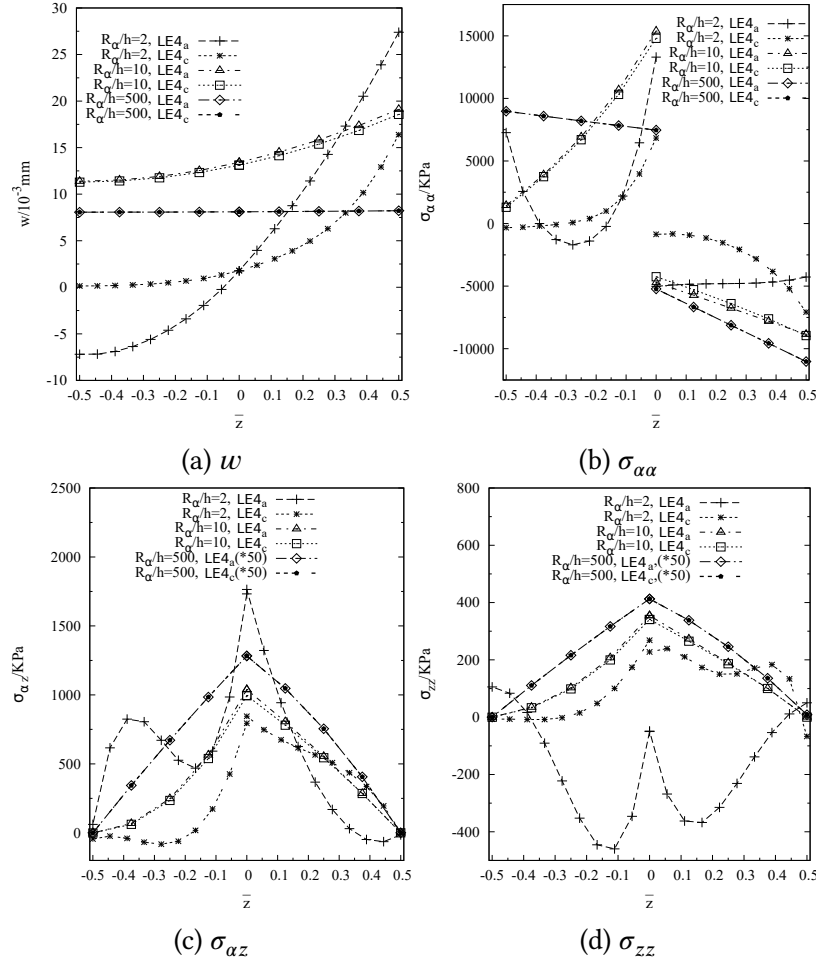 R_α/h=2, LE4_a
R_α/h=2, LE4_c
R_α/h=10, LE4_a
R_α/h=10, LE4_c
R_α/h=500, LE4_a
R_α/h=500, LE4_c
30
25
20
15
10
5
0
-5
-10
w/10⁻³mm
-0.5 -0.4 -0.3 -0.2 -0.1 0 0.1 0.2 0.3 0.4 0.5
z̄
(a) w
R_α/h=2, LE4_a
R_α/h=2, LE4_c
R_α/h=10, LE4_a
R_α/h=10, LE4_c
R_α/h=500, LE4_a
R_α/h=500, LE4_c
15000
10000
5000
0
-5000
-10000
σ_αα/KPa
-0.5 -0.4 -0.3 -0.2 -0.1 0 0.1 0.2 0.3 0.4 0.5
z̄
(b) σ_αα
R_α/h=2, LE4_a
R_α/h=2, LE4_c
R_α/h=10, LE4_a
R_α/h=10, LE4_c
R_α/h=500, LE4_a(*50)
R_α/h=500, LE4_c(*50)
2500
2250
1750
1500
1250
1000
750
500
250
0
σ_αz/KPa
-0.5 -0.4 -0.3 -0.2 -0.1 0 0.1 0.2 0.3 0.4 0.5
z̄
(c) σ_αz
R_α/h=2, LE4_a
R_α/h=2, LE4_c
R_α/h=10, LE4_a
R_α/h=10, LE4_c
R_α/h=500, LE4_a,(*50)
R_α/h=500, LE4_c,(*50)
800
600
400
200
0
-200
-400
σ_zz/KPa
-0.5 -0.4 -0.3 -0.2 -0.1 0 0.1 0.2 0.3 0.4 0.5
z̄
(d) σ_zz